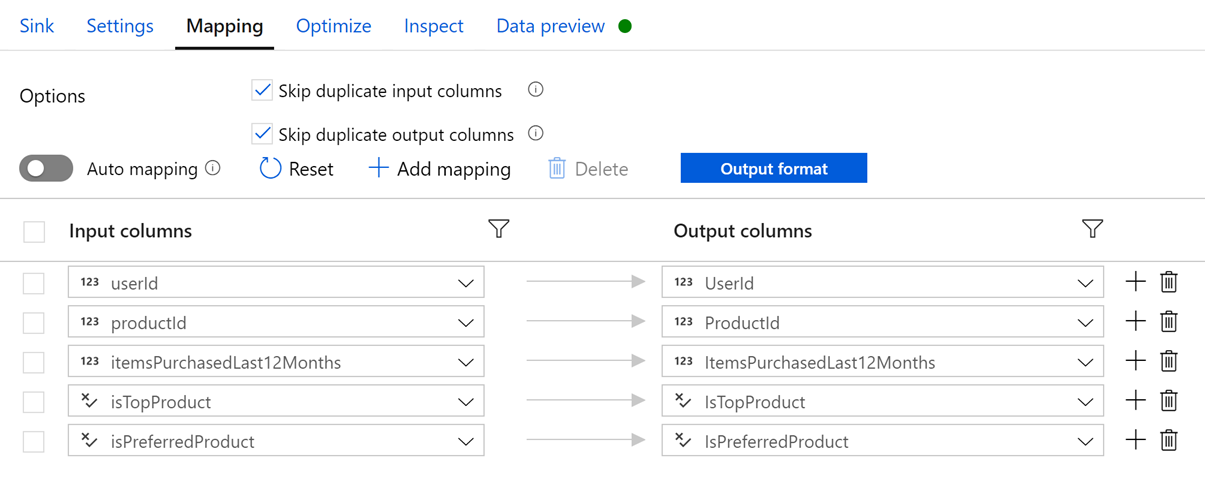 Sink Settings Mapping Optimize Inspect Data preview
Options
Skip duplicate input columns
Skip duplicate output columns
Auto mapping Reset Add mapping Delete Output format
Input columns Output columns
123 userId 123 UserId
123 productId 123 ProductId
123 itemsPurchasedLast12Months 123 ItemsPurchasedLast12Months
isTopProduct IsTopProduct
isPreferredProduct IsPreferredProduct